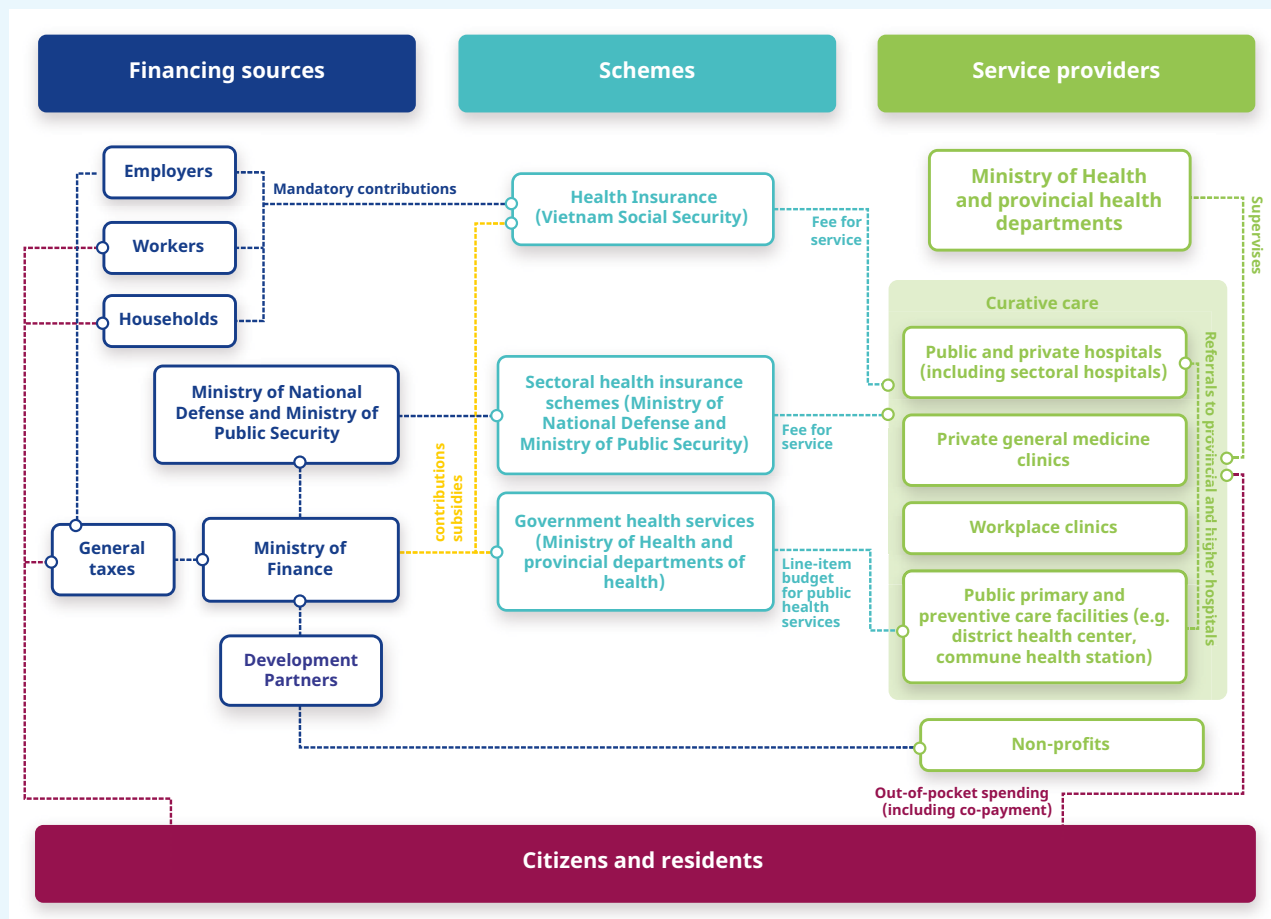 Financing sources
Schemes
Service providers
Employers
Workers
Households
Mandatory contributions
Ministry of National
Defense and Ministry of
Public Security
General
taxes
Ministry of
Finance
Development
Partners
contributions
subsidies
Health Insurance
(Vietnam Social Security)
Fee for
service
Sectoral health insurance
schemes (Ministry of
National Defense and
Ministry of Public Security)
Fee for
service
Government health services
(Ministry of Health and
provincial departments of
health)
Line-item
budget
for public
health
services
Ministry of Health
and provincial health
departments
Supervises
Curative care
Public and private hospitals
(including sectoral hospitals)
Private general medicine
clinics
Workplace clinics
Public primary and
preventive care facilities (e.g.
district health center,
commune health station)
Referrals to provincial and higher hospitals
Non-profits
Out-of-pocket spending
(including co-payment)
Citizens and residents